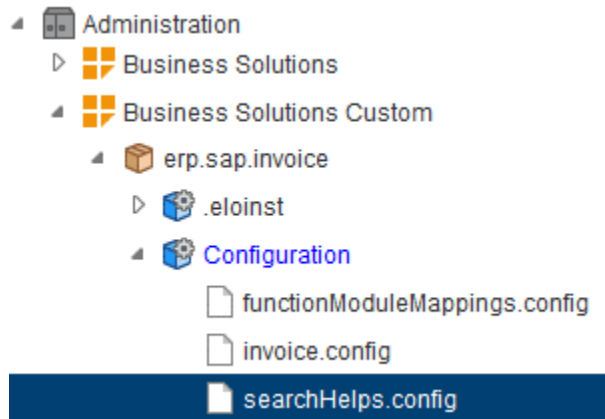 Administration
Business Solutions
Business Solutions Custom
erp.sap.invoice
.eloinst
Configuration
functionModuleMappings.config
invoice.config
searchHelps.config